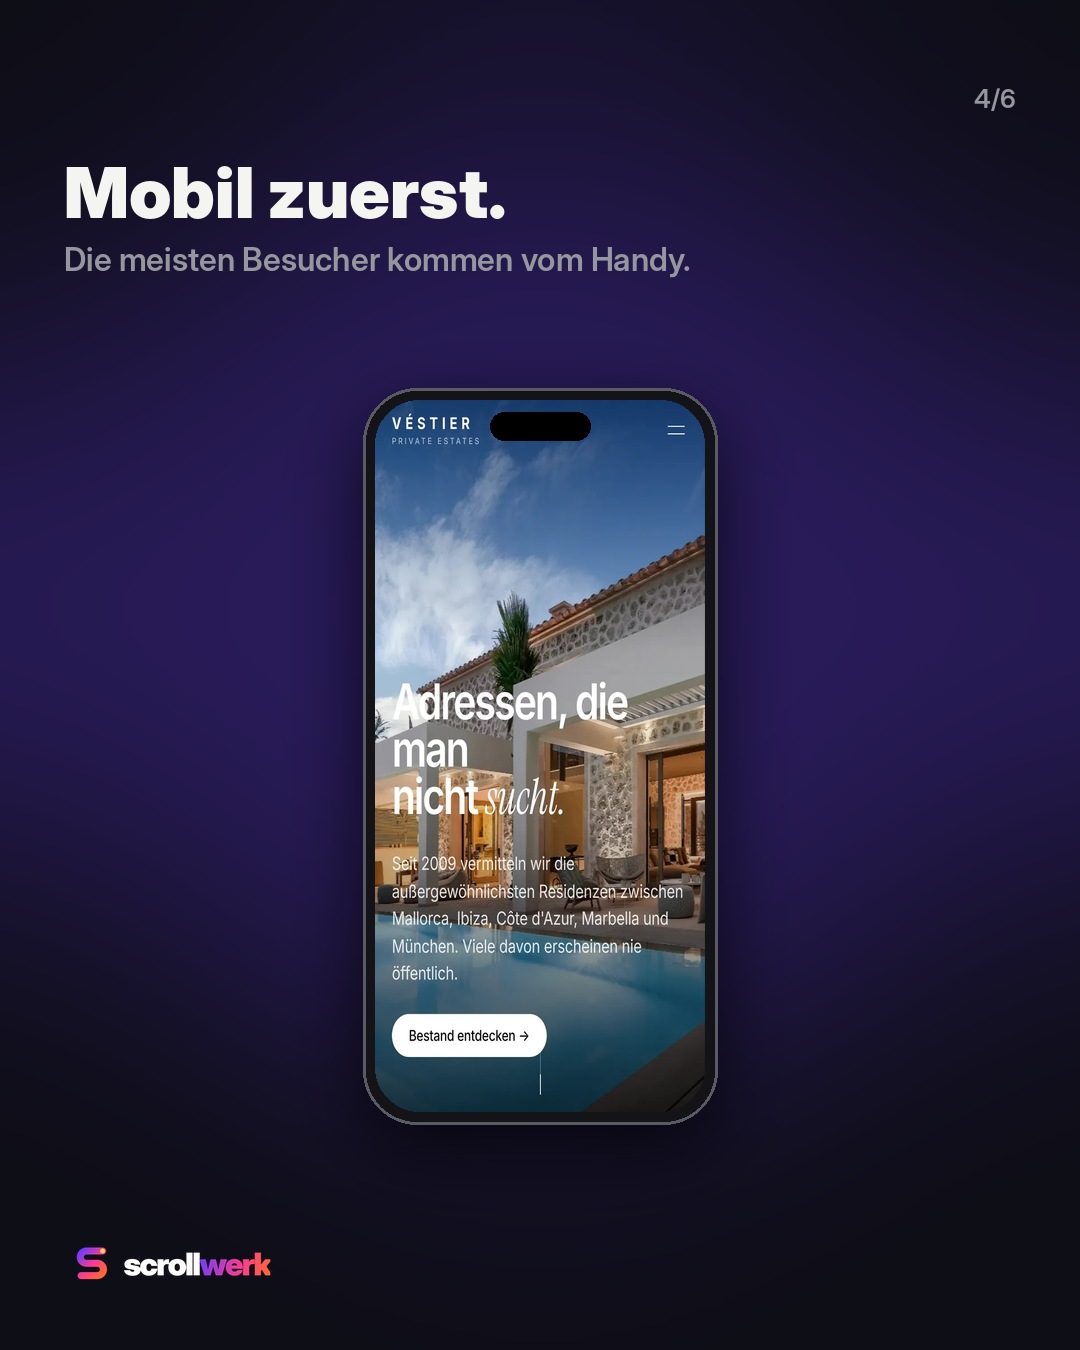 4/6
Mobil zuerst.
Die meisten Besucher kommen vom Handy.
VÉSTIER
PRIVATE ESTATES
Adressen, die
man
nicht sucht.
Seit 2009 vermitteln wir die
außergewöhnlichsten Residenzen zwischen
Mallorca, Ibiza, Côte d'Azur, Marbella und
München. Viele davon erscheinen nie
öffentlich.
Bestand entdecken →
scrollwerk